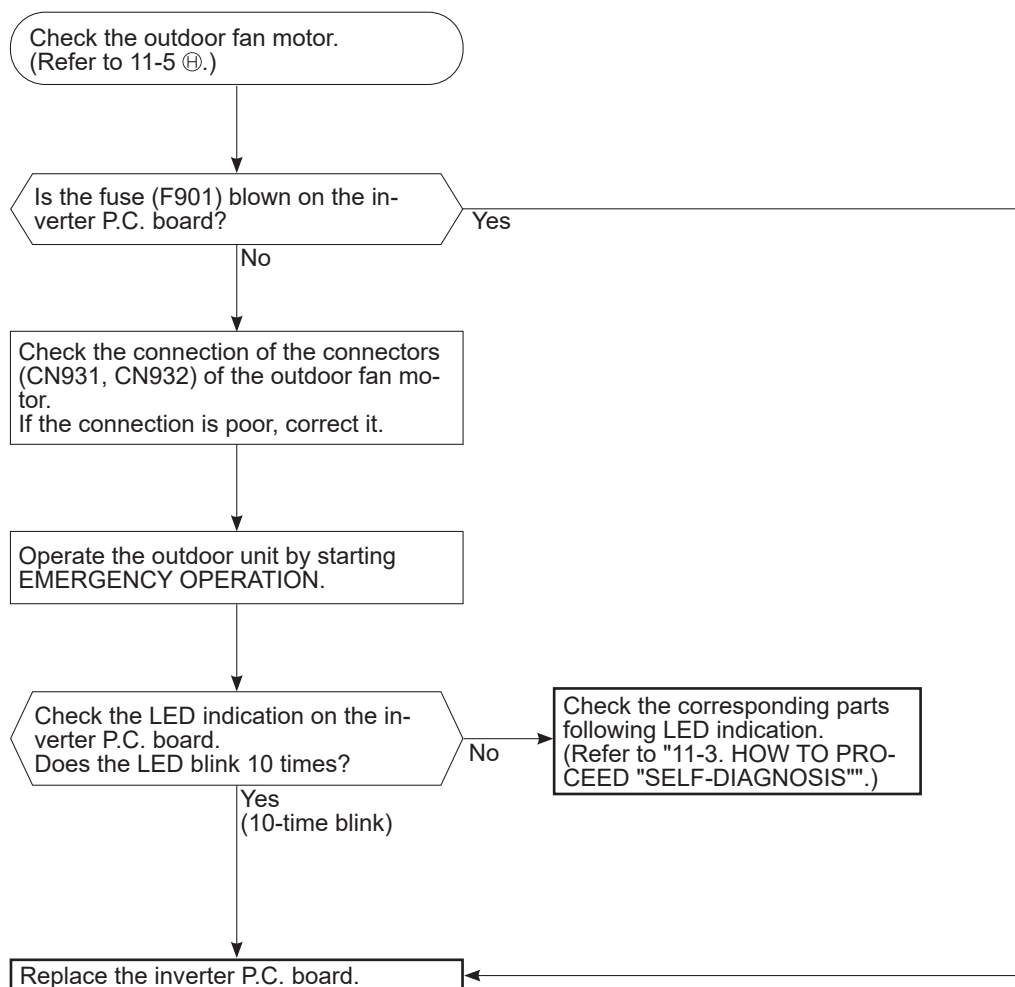 Check the outdoor fan motor.
(Refer to 11-5 Ⓗ.)
Is the fuse (F901) blown on the in-
verter P.C. board?
Yes
No
Check the connection of the connectors
(CN931, CN932) of the outdoor fan mo-
tor.
If the connection is poor, correct it.
Operate the outdoor unit by starting
EMERGENCY OPERATION.
Check the LED indication on the in-
verter P.C. board.
Does the LED blink 10 times?
No
Check the corresponding parts
following LED indication.
(Refer to "11-3. HOW TO PRO-
CEED "SELF-DIAGNOSIS"".)
Yes
(10-time blink)
Replace the inverter P.C. board.